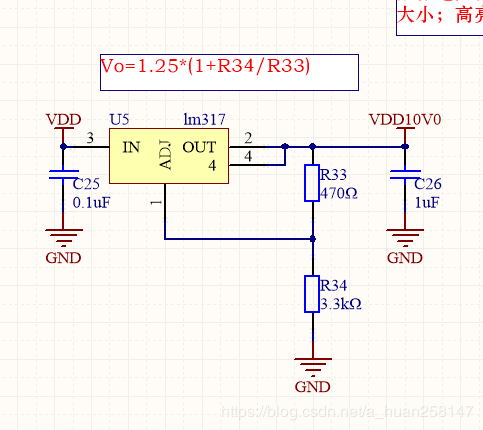 大小；高亮
Vo=1.25*(1+R34/R33)
VDD
U5
lm317
VDD10V0
3
IN
ADJ
OUT
2
4
4
1
C25
0.1uF
R33
470Ω
C26
1uF
GND
GND
R34
3.3kΩ
GND
https://blog.csdn.net/a_huan258147